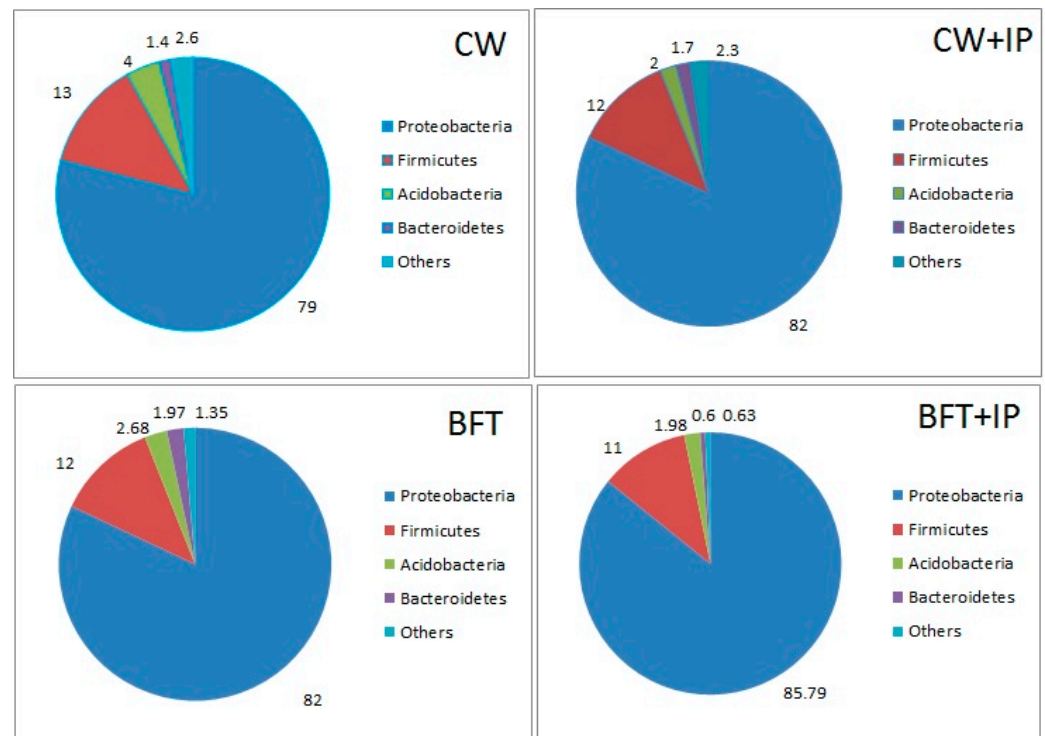 CW
1.4 2.6
4
13
79
Proteobacteria
Firmicutes
Acidobacteria
Bacteroidetes
Others
CW+IP
1.7 2.3
2
12
82
Proteobacteria
Firmicutes
Acidobacteria
Bacteroidetes
Others
BFT
1.97 1.35
2.68
12
82
Proteobacteria
Firmicutes
Acidobacteria
Bacteroidetes
Others
BFT+IP
0.6 0.63
1.98
11
85.79
Proteobacteria
Firmicutes
Acidobacteria
Bacteroidetes
Others